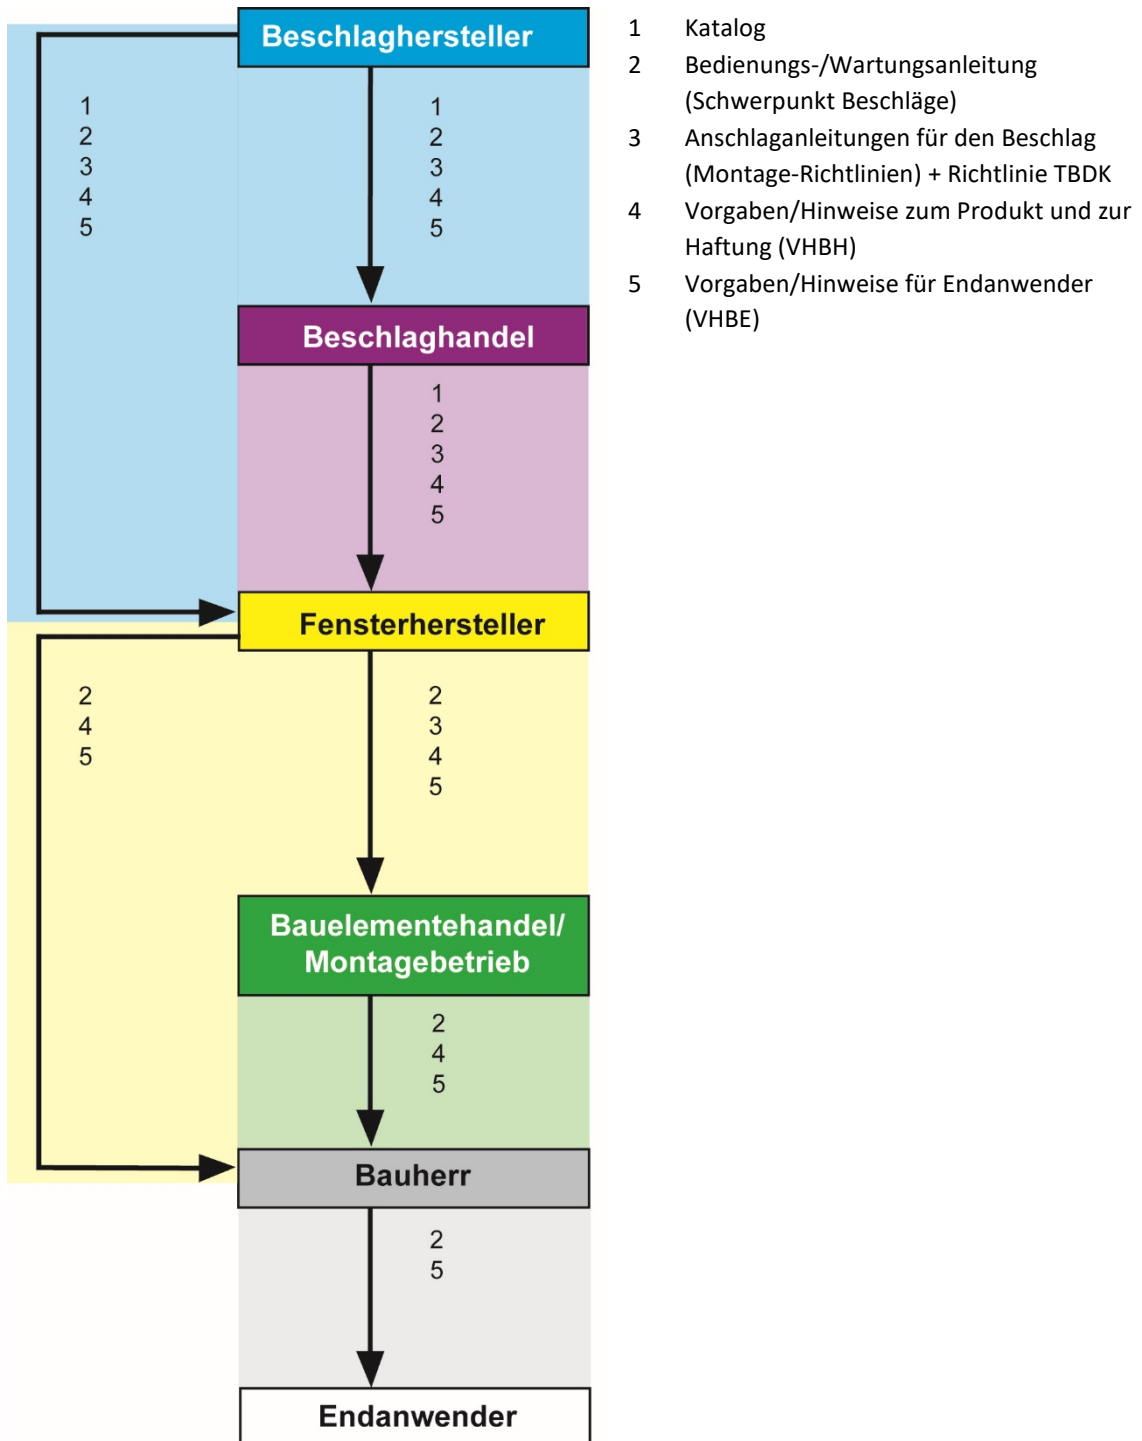 Beschlaghersteller
1
2
3
4
5
1
2
3
4
5
Beschlaghandel
1
2
3
4
5
Fensterhersteller
2
4
5
2
3
4
5
Bauelementehandel/
Montagebetrieb
2
4
5
Bauherr
2
5
Endanwender
1 Katalog
2 Bedienungs-/Wartungsanleitung
(Schwerpunkt Beschläge)
3 Anschlaganleitungen für den Beschlag
(Montage-Richtlinien) + Richtlinie TBDK
4 Vorgaben/Hinweise zum Produkt und zur
Haftung (VHBH)
5 Vorgaben/Hinweise für Endanwender
(VHBE)